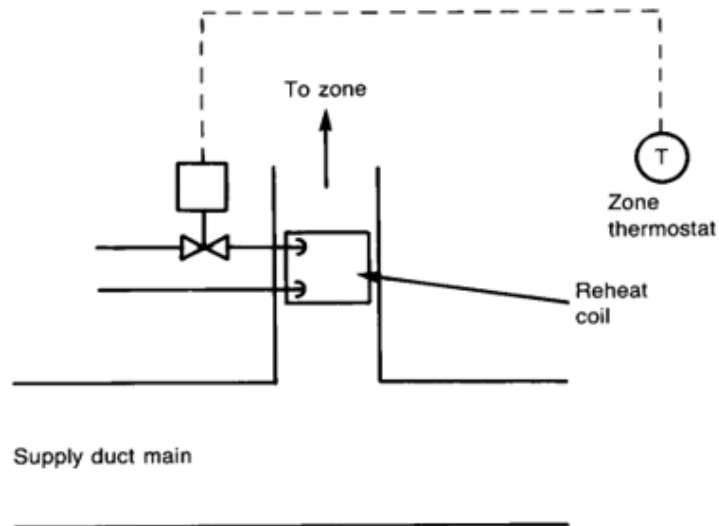 To zone
T
Zone
thermostat
Reheat
coil
Supply duct main